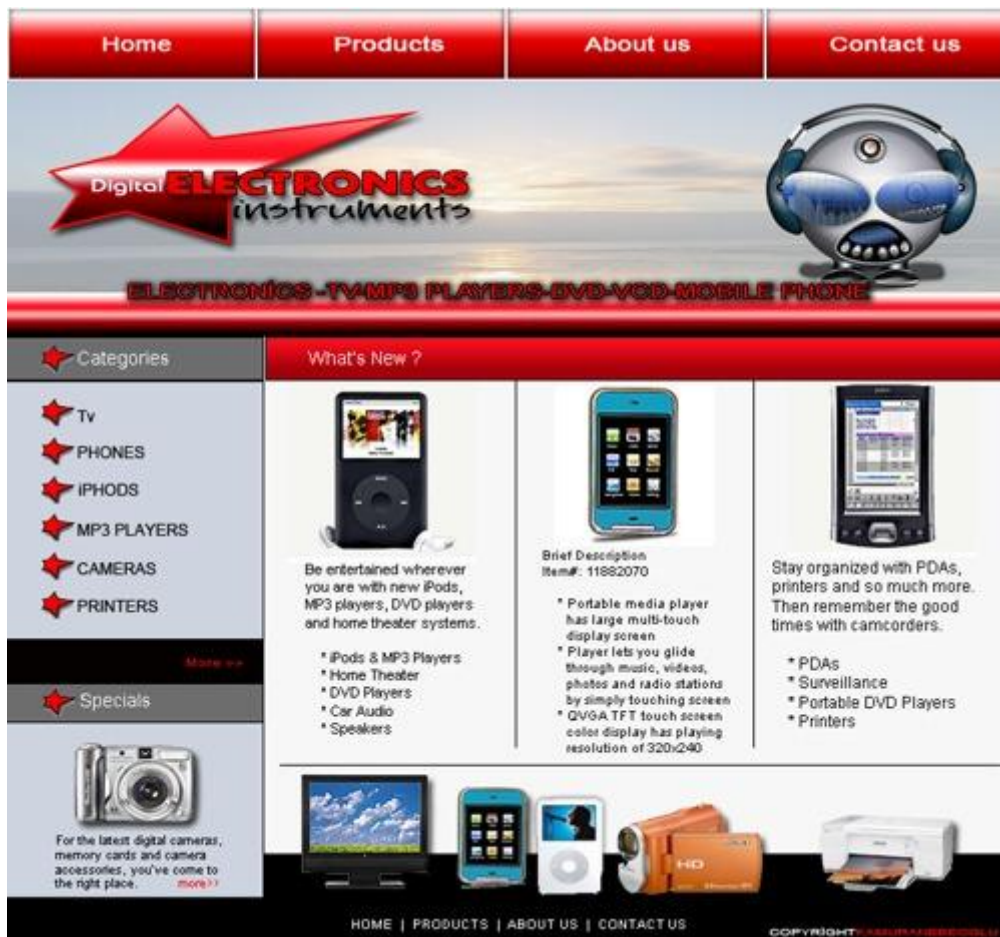 Home Products About us Contact us
Digital ELECTRONICS
instruments
ELECTRONİCS -TV-MP3 PLAYERS-DVD-VCD-MOBILE PHONE
Categories
Tv
PHONES
iPHODS
MP3 PLAYERS
CAMERAS
PRINTERS
More >>
Specials
For the latest digital cameras,
memory cards and camera
accessories, you've come to
the right place. more>>
What's New ?
Be entertained wherever
you are with new iPods,
MP3 players, DVD players
and home theater systems.
* iPods & MP3 Players
* Home Theater
* DVD Players
* Car Audio
* Speakers
Brief Description
Item#: 11882070
* Portable media player
has large multi-touch
display screen
* Player lets you glide
through music, videos,
photos and radio stations
by simply touching screen
* QVGA TFT touch screen
color display has playing
resolution of 320x240
Stay organized with PDAs,
printers and so much more.
Then remember the good
times with camcorders.
* PDAs
* Surveillance
* Portable DVD Players
* Printers
HD
HOME | PRODUCTS | ABOUT US | CONTACT US
COPYRİGHT